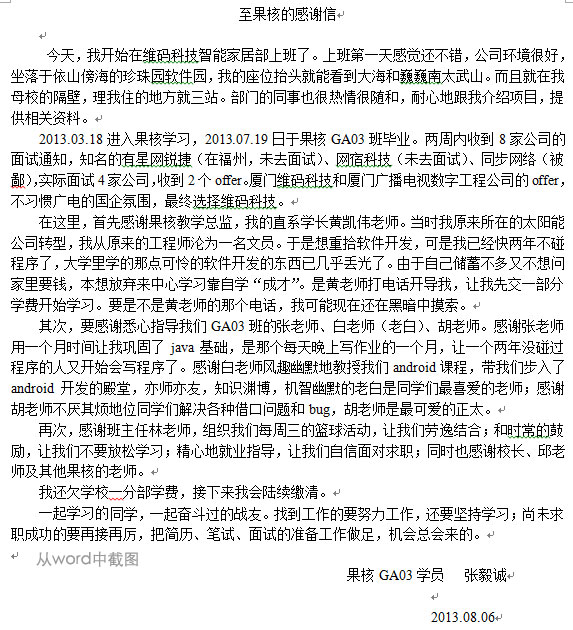 至果核的感谢信
今天，我开始在维码科技智能家居部上班了。上班第一天感觉还不错，公司环境很好，
坐落于依山傍海的珍珠园软件园，我的座位抬头就能看到大海和巍巍南太武山。而且就在我
母校的隔壁，理我住的地方就三站。部门的同事也很热情很随和，耐心地跟我介绍项目，提
供相关资料。
2013.03.18 进入果核学习，2013.07.19 日于果核 GA03 班毕业。两周内收到 8 家公司的
面试通知，知名的有星网锐捷（在福州，未去面试）、网宿科技（未去面试）、同步网络（被
鄙），实际面试 4 家公司，收到 2 个 offer。厦门维码科技和厦门广播电视数字工程公司的 offer，
不习惯广电的国企氛围，最终选择维码科技。
在这里，首先感谢果核教学总监，我的直系学长黄凯伟老师。当时我原来所在的太阳能
公司转型，我从原来的工程师沦为一名文员。于是想重拾软件开发，可是我已经快两年不碰
程序了，大学里学的那点可怜的软件开发的东西已几乎丢光了。由于自己储蓄不多又不想问
家里要钱，本想放弃来中心学习靠自学“成才”。是黄老师打电话开导我，让我先交一部分
学费开始学习。要是不是黄老师的那个电话，我可能现在还在黑暗中摸索。
其次，要感谢悉心指导我们 GA03 班的张老师、白老师（老白）、胡老师。感谢张老师
用一个月时间让我巩固了 java 基础，是那个每天晚上写作业的一个月，让一个两年没碰过
程序的人又开始会写程序了。感谢白老师风趣幽默地教授我们 android 课程，带我们步入了
android 开发的殿堂，亦师亦友，知识渊博，机智幽默的老白是同学们最喜爱的老师；感谢
胡老师不厌其烦地位同学们解决各种借口问题和 bug，胡老师是最可爱的正太。
再次，感谢班主任林老师，组织我们每周三的篮球活动，让我们劳逸结合；和时常的鼓
励，让我们不要放松学习；精心地就业指导，让我们自信面对求职；同时也感谢校长、邱老
师及其他果核的老师。
我还欠学校一分部学费，接下来我会陆续缴清。
一起学习的同学，一起奋斗过的战友。找到工作的要努力工作，还要坚持学习；尚未求
职成功的要再接再厉，把简历、笔试、面试的准备工作做足，机会总会来的。
从word中截图
果核 GA03 学员 张毅诚
2013.08.06